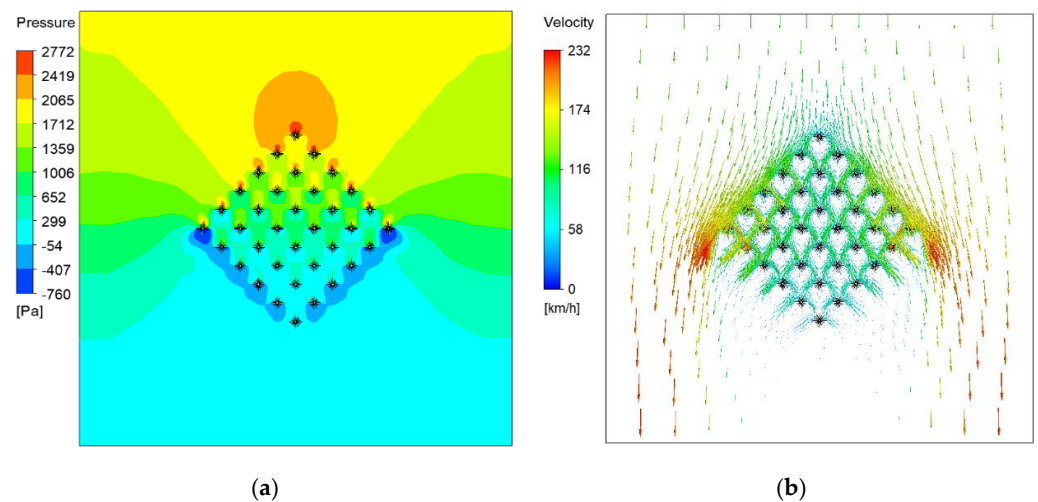 Pressure
2772
2419
2065
1712
1359
1006
652
299
-54
-407
-760
[Pa]
Velocity
232
174
116
58
0
[km/h]
(a)
(b)